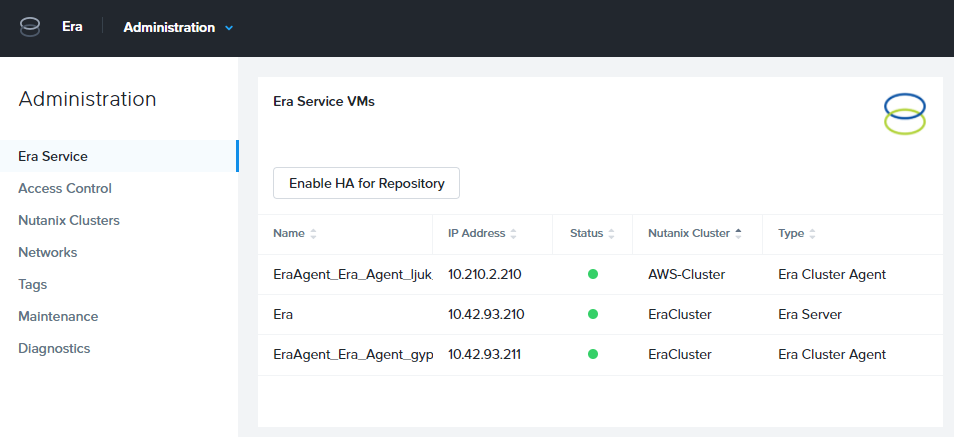 Era Administration
Administration
Era Service
Access Control
Nutanix Clusters
Networks
Tags
Maintenance
Diagnostics
Era Service VMs
Enable HA for Repository
Name IP Address Status Nutanix Cluster Type
EraAgent_Era_Agent_ljuk 10.210.2.210 AWS-Cluster Era Cluster Agent
Era 10.42.93.210 EraCluster Era Server
EraAgent_Era_Agent_gyp 10.42.93.211 EraCluster Era Cluster Agent